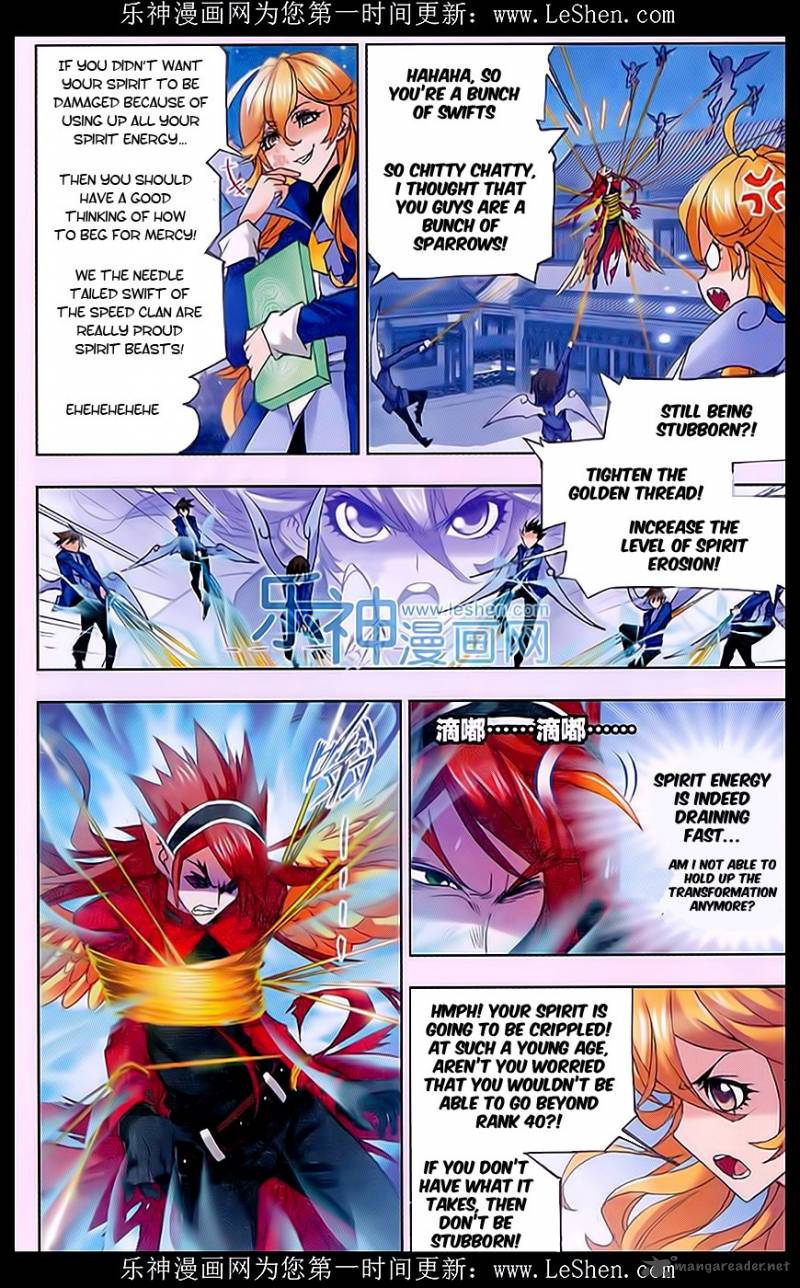 乐神漫画网为您第一时间更新：www.LeShen.com
IF YOU DIDN'T WANT
YOUR SPIRIT TO BE
DAMAGED BECAUSE OF
USING UP ALL YOUR
SPIRIT ENERGY...
THEN YOU SHOULD
HAVE A GOOD
THINKING OF HOW
TO BEG FOR MERCY!
WE THE NEEDLE
TAILED SWIFT OF
THE SPEED CLAN ARE
REALLY PROUD
SPIRIT BEASTS!
EHEHEHEHEHE
HAHAHA, SO
YOU'RE A BUNCH
OF SWIFTS
SO CHITTY CHATTY,
I THOUGHT THAT
YOU GUYS ARE A
BUNCH OF
SPARROWS!
STILL BEING
STUBBORN?!
TIGHTEN THE
GOLDEN THREAD!
INCREASE THE
LEVEL OF SPIRIT
EROSION!
乐神漫画网
www.leshen.com
滴嘟……滴嘟……
SPIRIT ENERGY
IS INDEED
DRAINING
FAST...
AM I NOT ABLE TO
HOLD UP THE
TRANSFORMATION
ANYMORE?
HMPH! YOUR SPIRIT IS
GOING TO BE CRIPPLED!
AT SUCH A YOUNG AGE,
AREN'T YOU WORRIED
THAT YOU WOULDN'T BE
ABLE TO GO BEYOND
RANK 40?!
IF YOU DON'T
HAVE WHAT IT
TAKES, THEN
DON'T BE
STUBBORN!
乐神漫画网为您第一时间更新：www.LeShen.com
mangareader.net